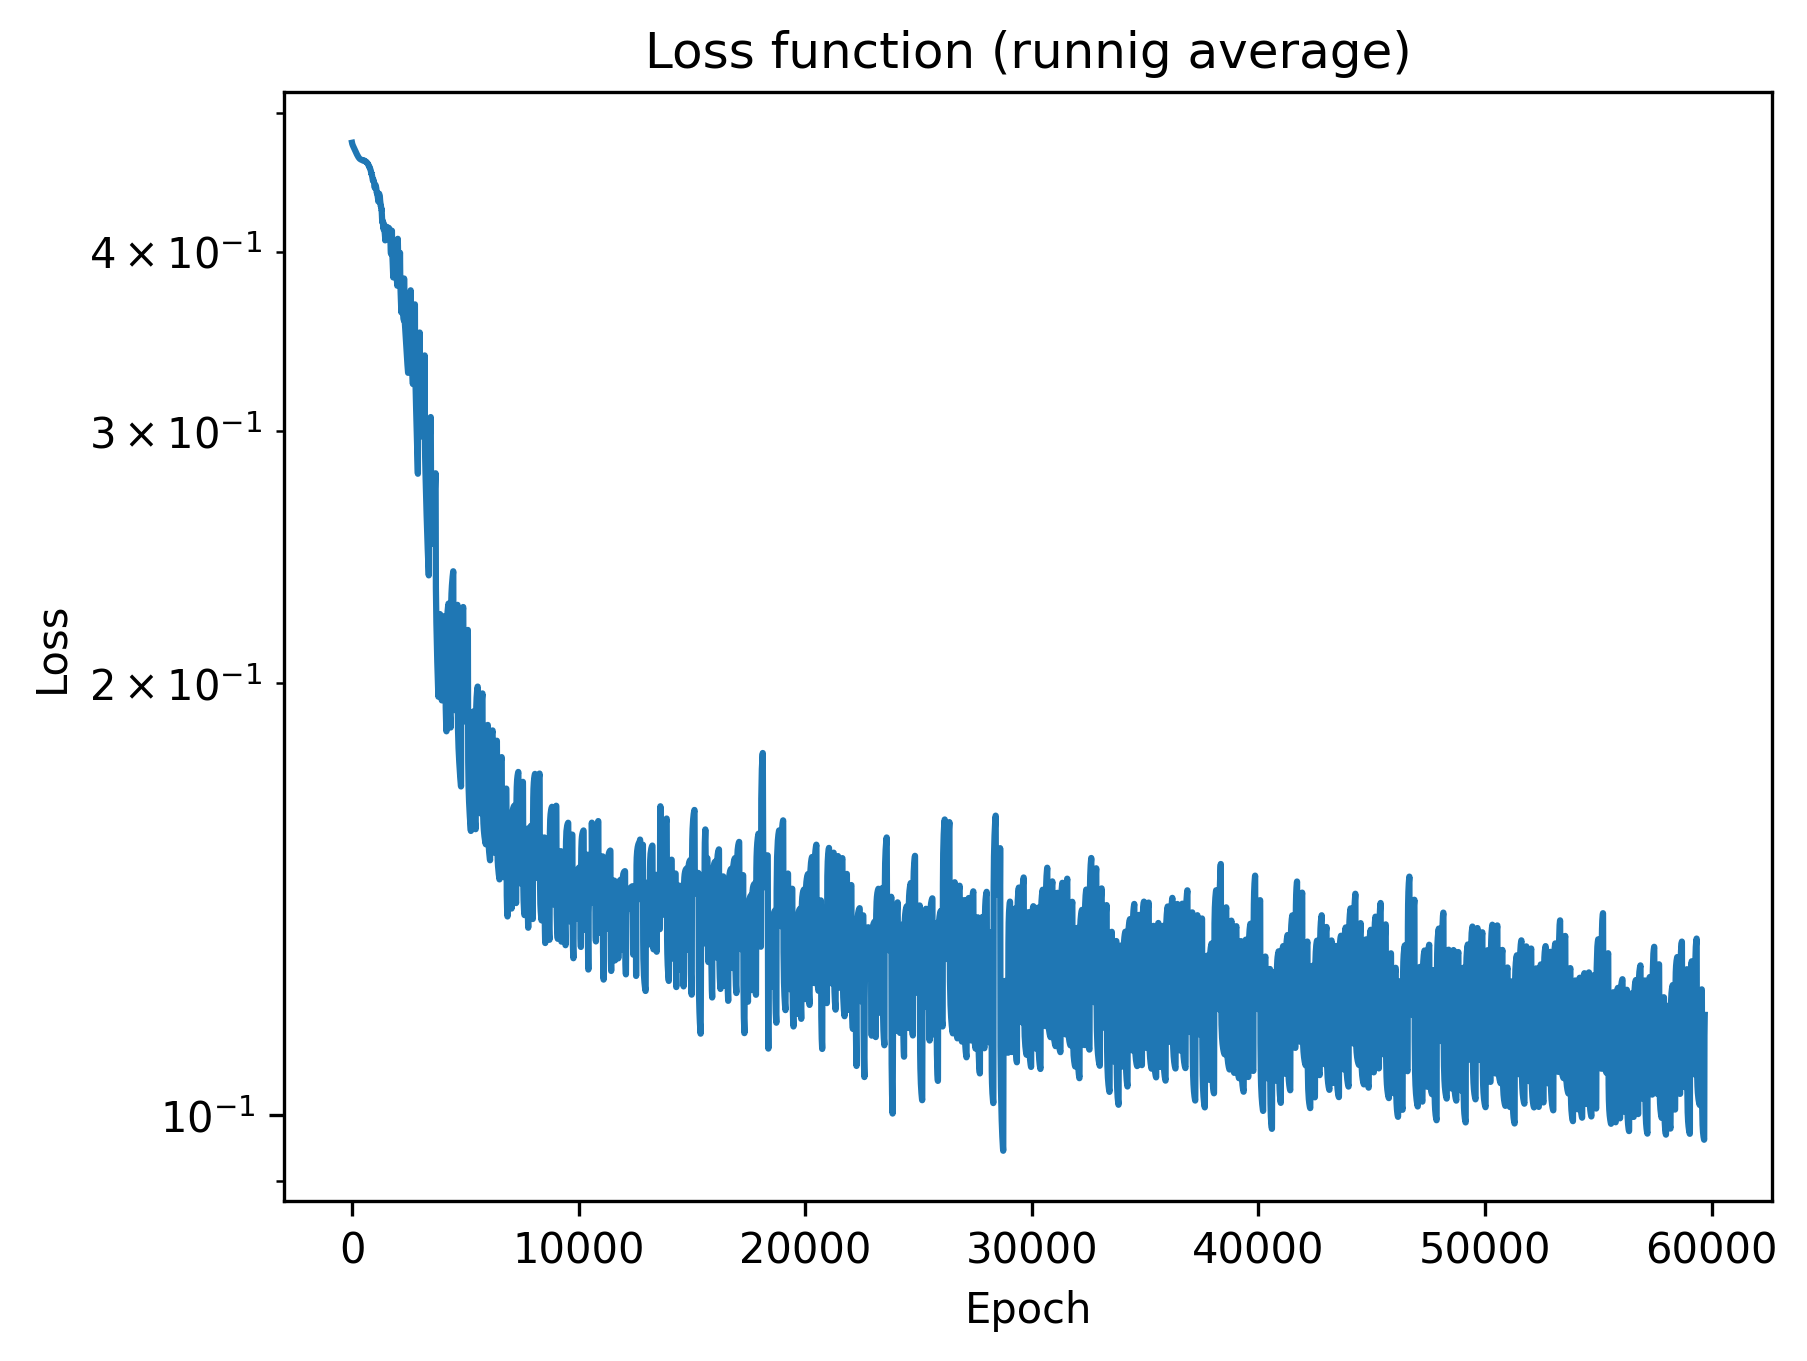 Loss function (runnig average)
Loss
4 × 10⁻¹
3 × 10⁻¹
2 × 10⁻¹
10⁻¹
0 10000 20000 30000 40000 50000 60000
Epoch